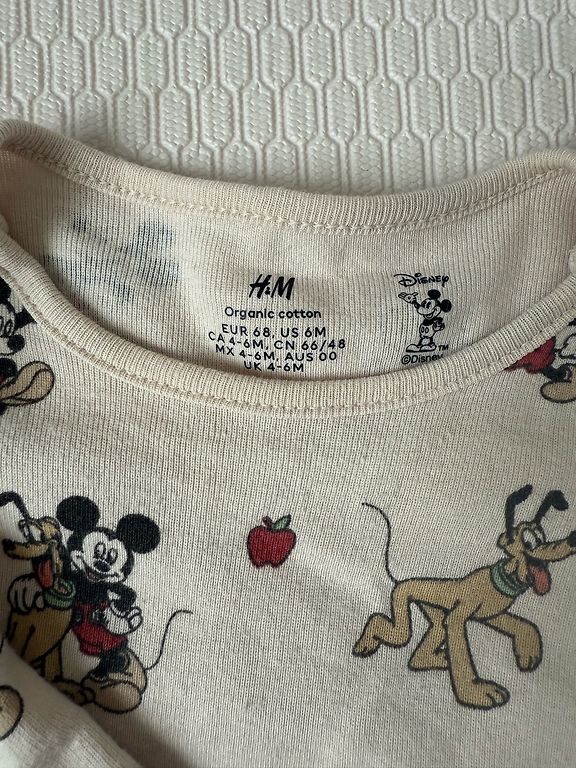 H&M
Organic cotton
EUR 68, US 6M
CA 4-6M, CN 66/48
MX 4-6M, AUS 00
UK 4-6M
Disney
TM
©Disney